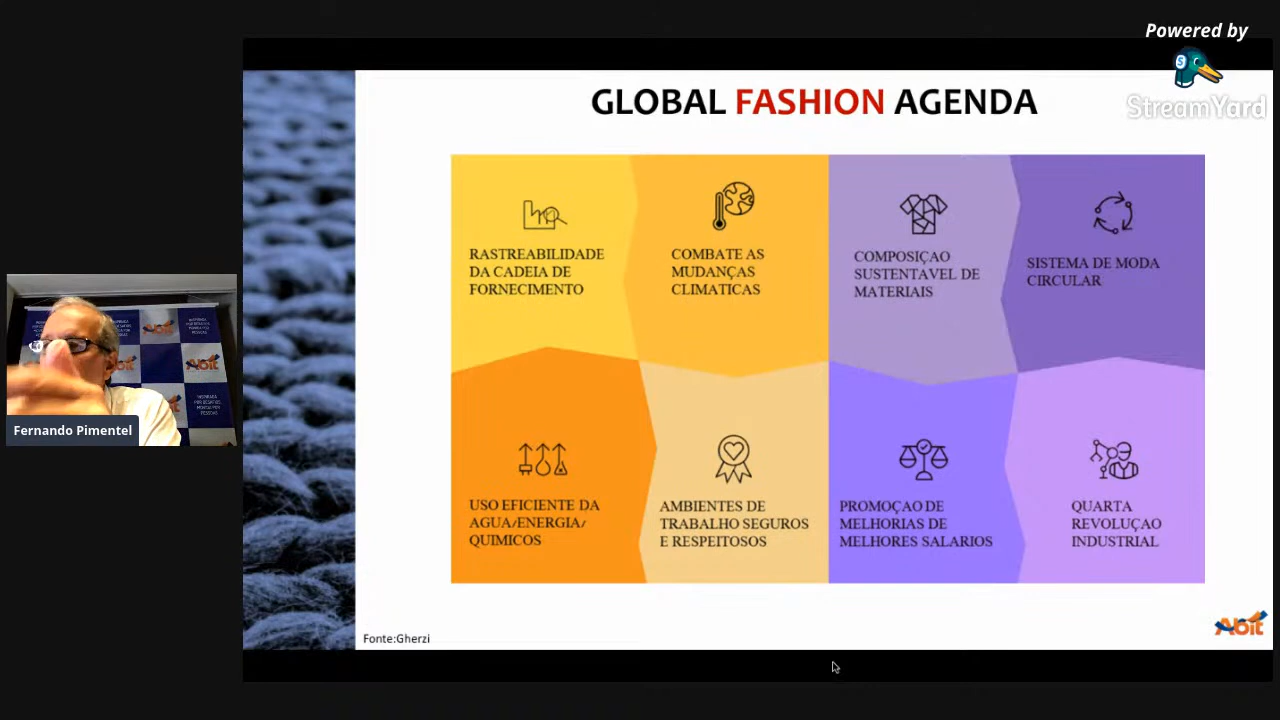 Powered by
StreamYard
GLOBAL FASHION AGENDA
RASTREABILIDADE
DA CADEIA DE
FORNECIMENTO
COMBATE AS
MUDANÇAS
CLIMATICAS
COMPOSIÇAO
SUSTENTAVEL DE
MATERIAIS
SISTEMA DE MODA
CIRCULAR
USO EFICIENTE DA
AGUA/ENERGIA/
QUIMICOS
AMBIENTES DE
TRABALHO SEGUROS
E RESPEITOSOS
PROMOÇAO DE
MELHORIAS DE
MELHORES SALARIOS
QUARTA
REVOLUÇAO
INDUSTRIAL
Fonte:Gherzi
Abit
Fernando Pimentel
Abit